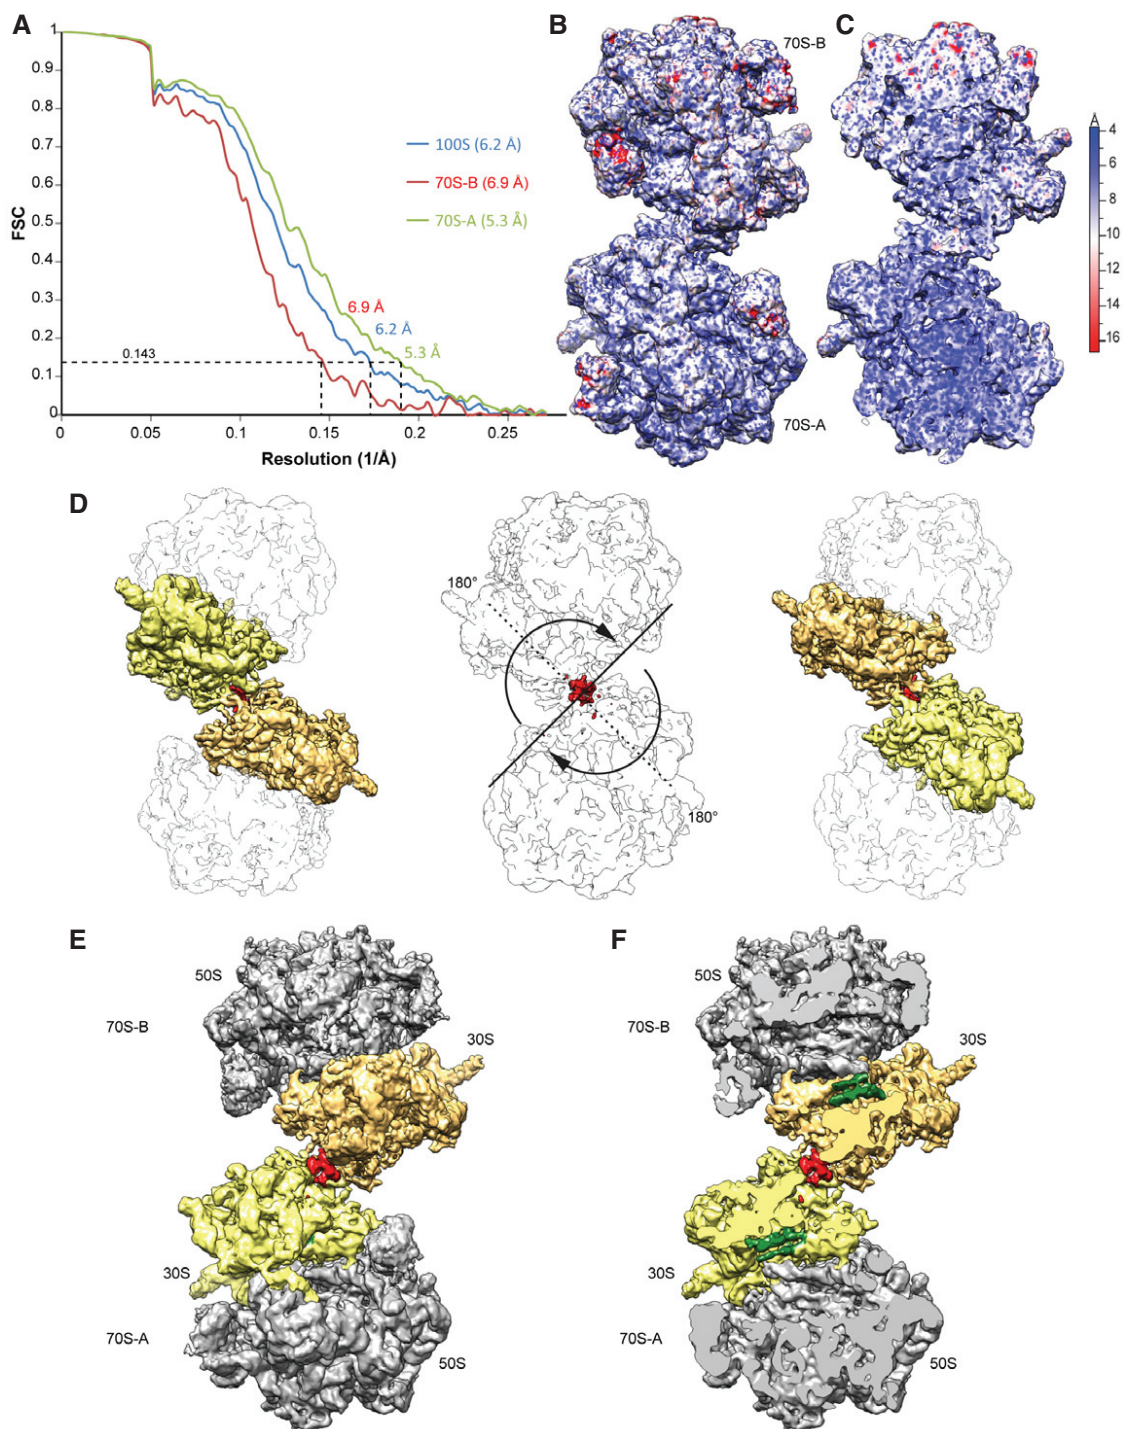 A
1
0.9
0.8
0.7
0.6
0.5
0.4
0.3
0.2
0.1
0
FSC
100S (6.2 Å)
70S-B (6.9 Å)
70S-A (5.3 Å)
6.9 Å
6.2 Å
5.3 Å
0.143
0
0.05
0.1
0.15
0.2
0.25
Resolution (1/Å)
B
70S-B
70S-A
C
Å
4
6
8
10
12
14
16
D
180°
180°
E
50S
70S-B
30S
30S
70S-A
50S
F
50S
70S-B
30S
30S
70S-A
50S